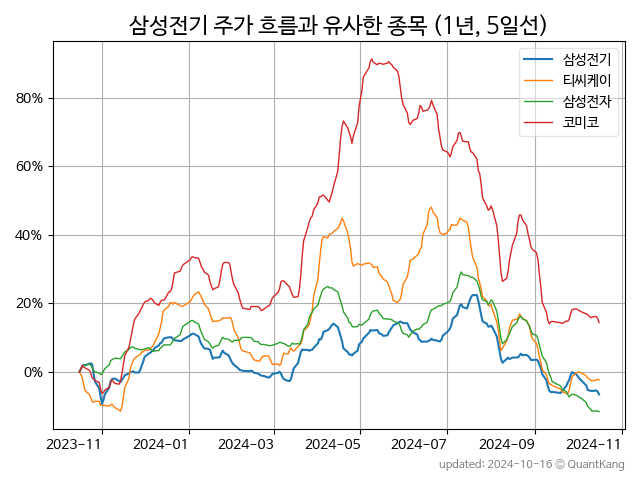 삼성전기 주가 흐름과 유사한 종목 (1년, 5일선)
삼성전기
티씨케이
삼성전자
코미코
80%
60%
40%
20%
0%
2023-11 2024-01 2024-03 2024-05 2024-07 2024-09 2024-11
updated: 2024-10-16 © QuantKang